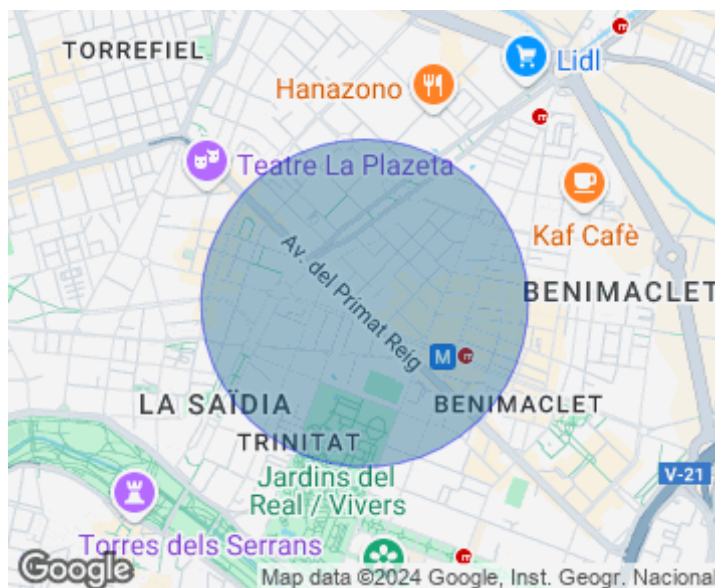 TORREFIEL
Lidl
Hanazono
Teatre La Plazeta
Kaf Cafè
Av. del Primat Reig
BENIMACLET
M
LA SAÏDIA
BENIMACLET
TRINITAT
Jardins del
Real / Vivers
V-21
Torres dels Serrans
Google
Map data ©2024 Google, Inst. Geogr. Nacional